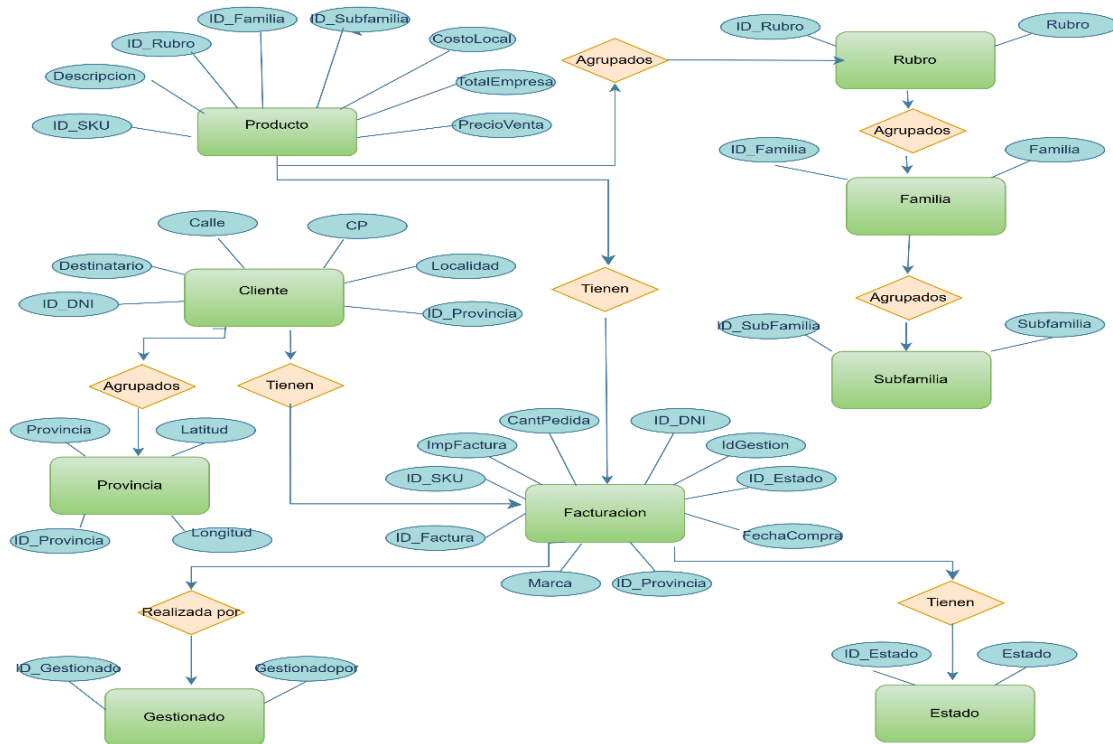 ID_Familia
ID_Subfamilia
ID_Rubro
CostoLocal
Descripcion
TotalEmpresa
ID_SKU
Producto
PrecioVenta
Agrupados
ID_Rubro
Rubro
Rubro
Agrupados
ID_Familia
Familia
Familia
Agrupados
ID_SubFamilia
Subfamilia
Subfamilia
Calle
CP
Destinatario
Localidad
Cliente
ID_DNI
ID_Provincia
Tienen
Agrupados
Tienen
Provincia
Latitud
Provincia
ID_Provincia
Longitud
CantPedida
ID_DNI
ImpFactura
IdGestion
ID_SKU
ID_Estado
Facturacion
ID_Factura
FechaCompra
Marca
ID_Provincia
Realizada por
Tienen
ID_Gestionado
Gestionadopor
Gestionado
ID_Estado
Estado
Estado